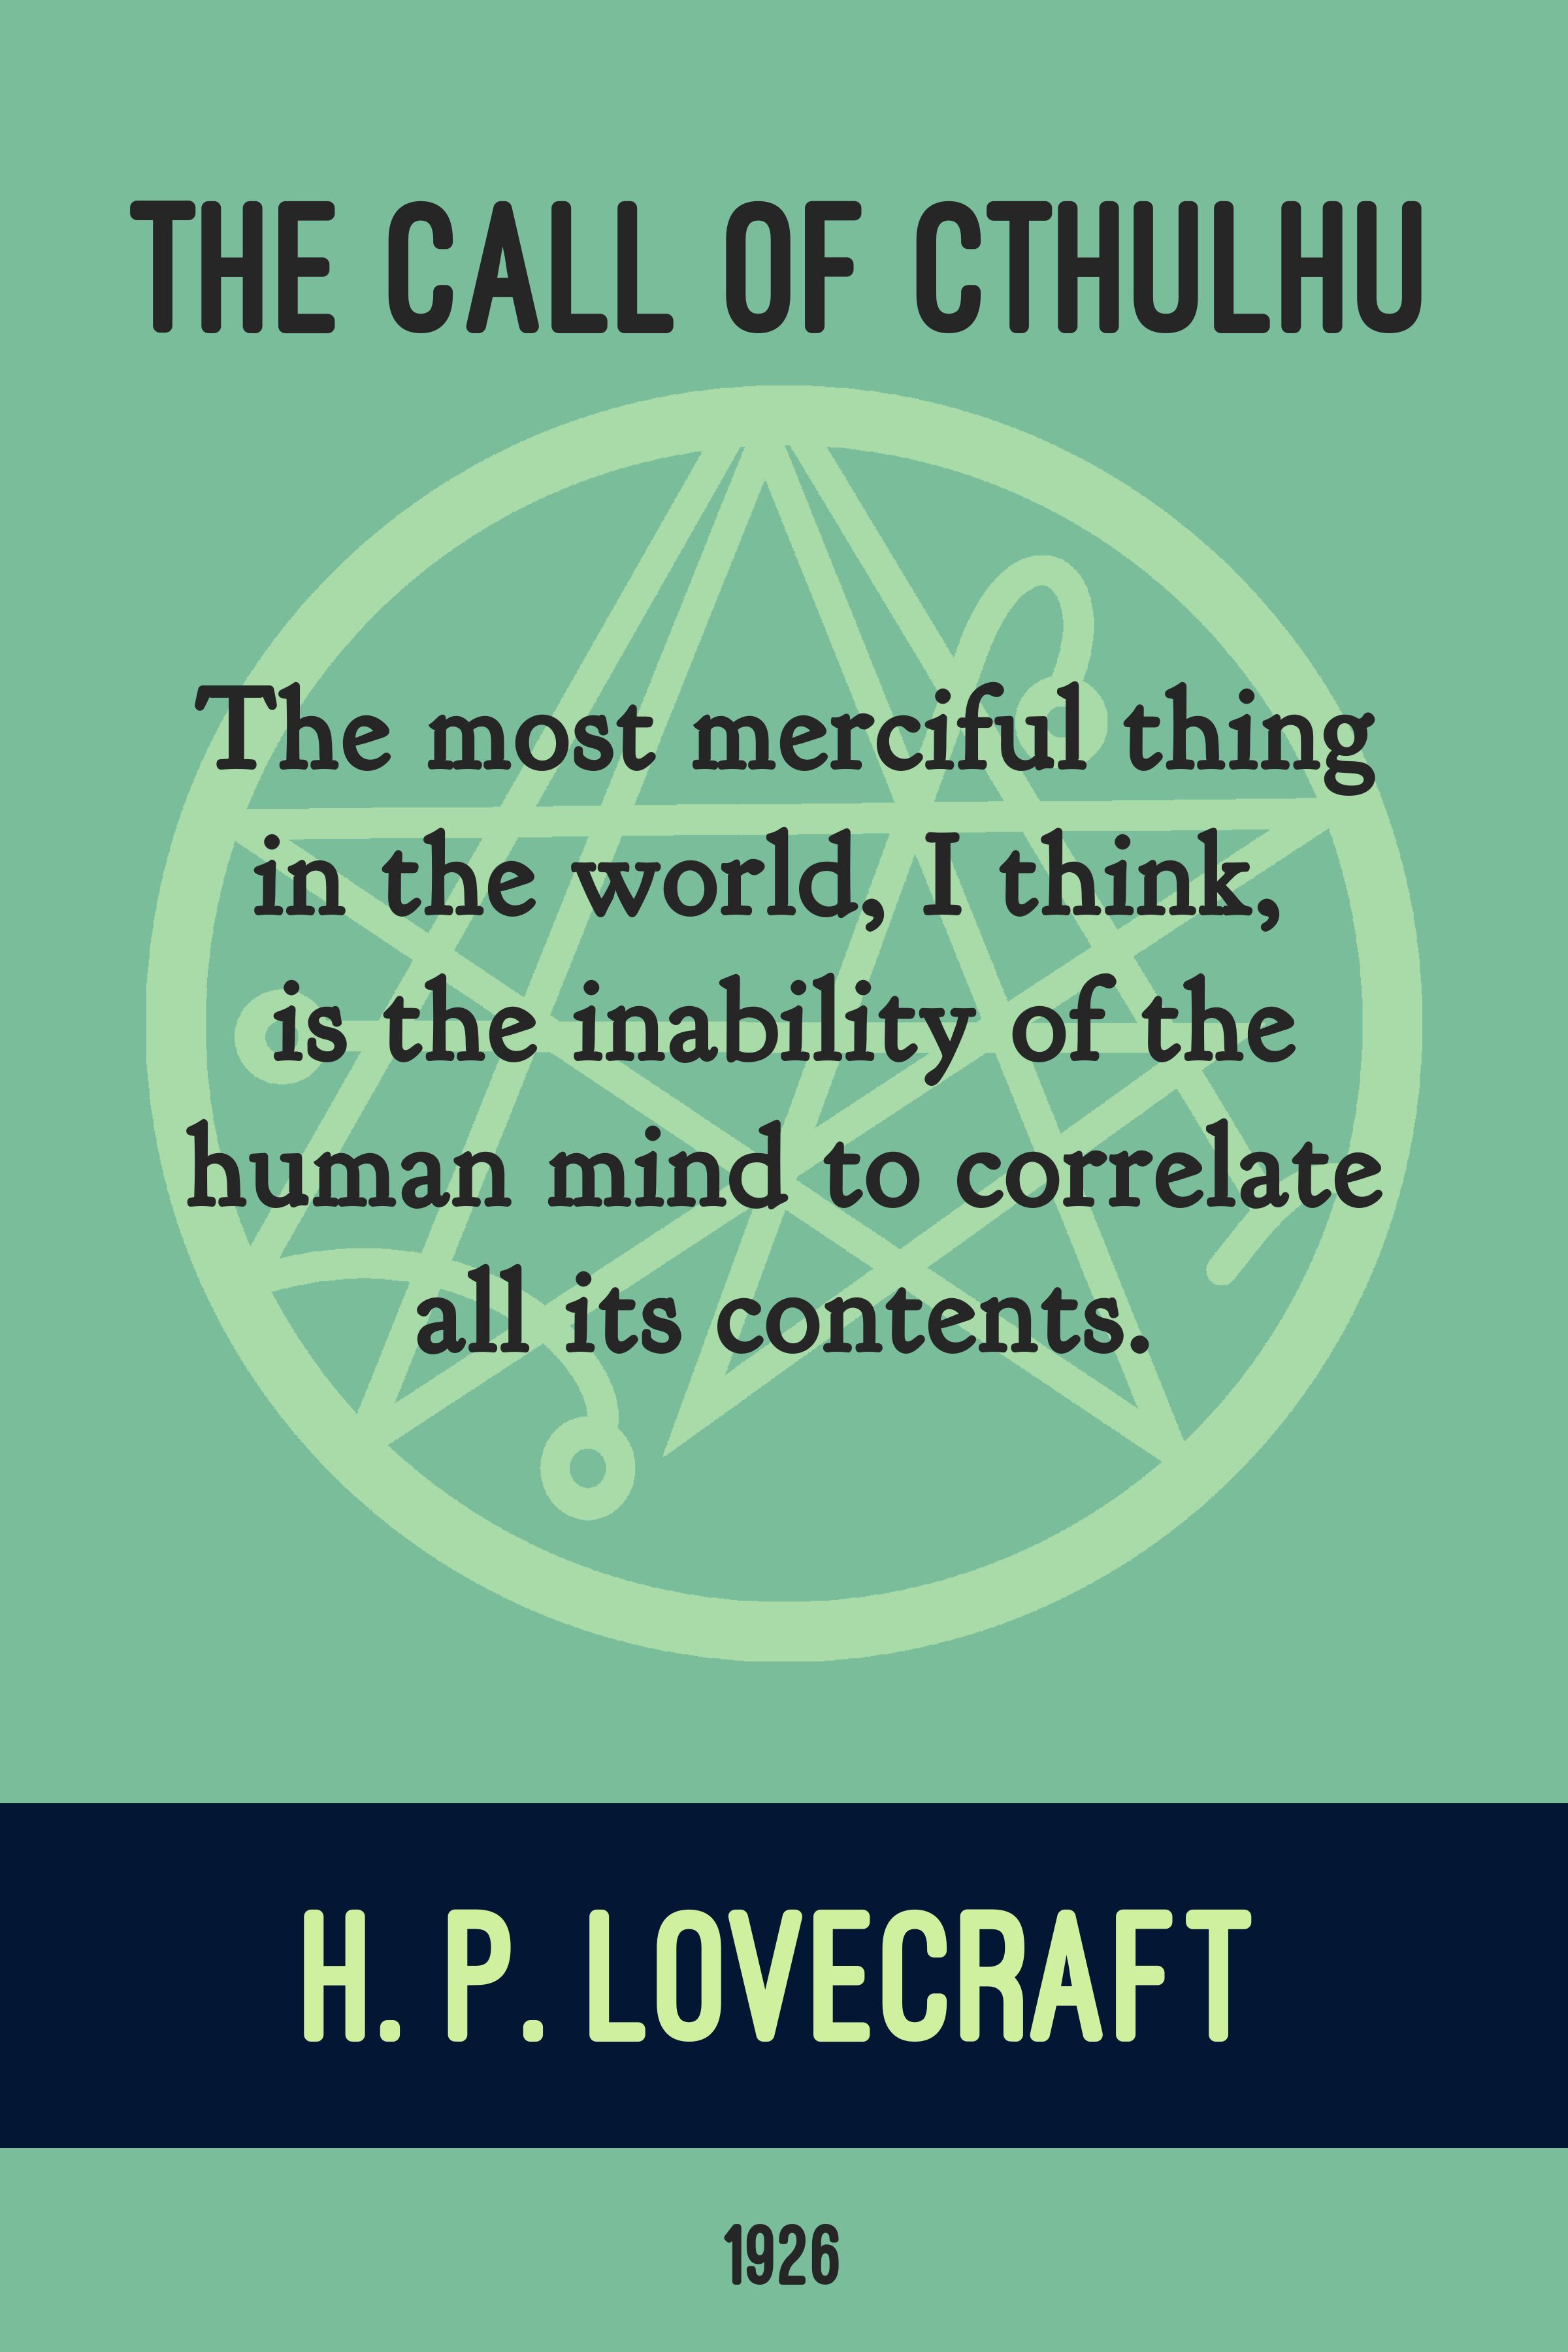 THE CALL OF CTHULHU
The most merciful thing
in the world, I think,
is the inability of the
human mind to correlate
all its contents.
H. P. LOVECRAFT
1926